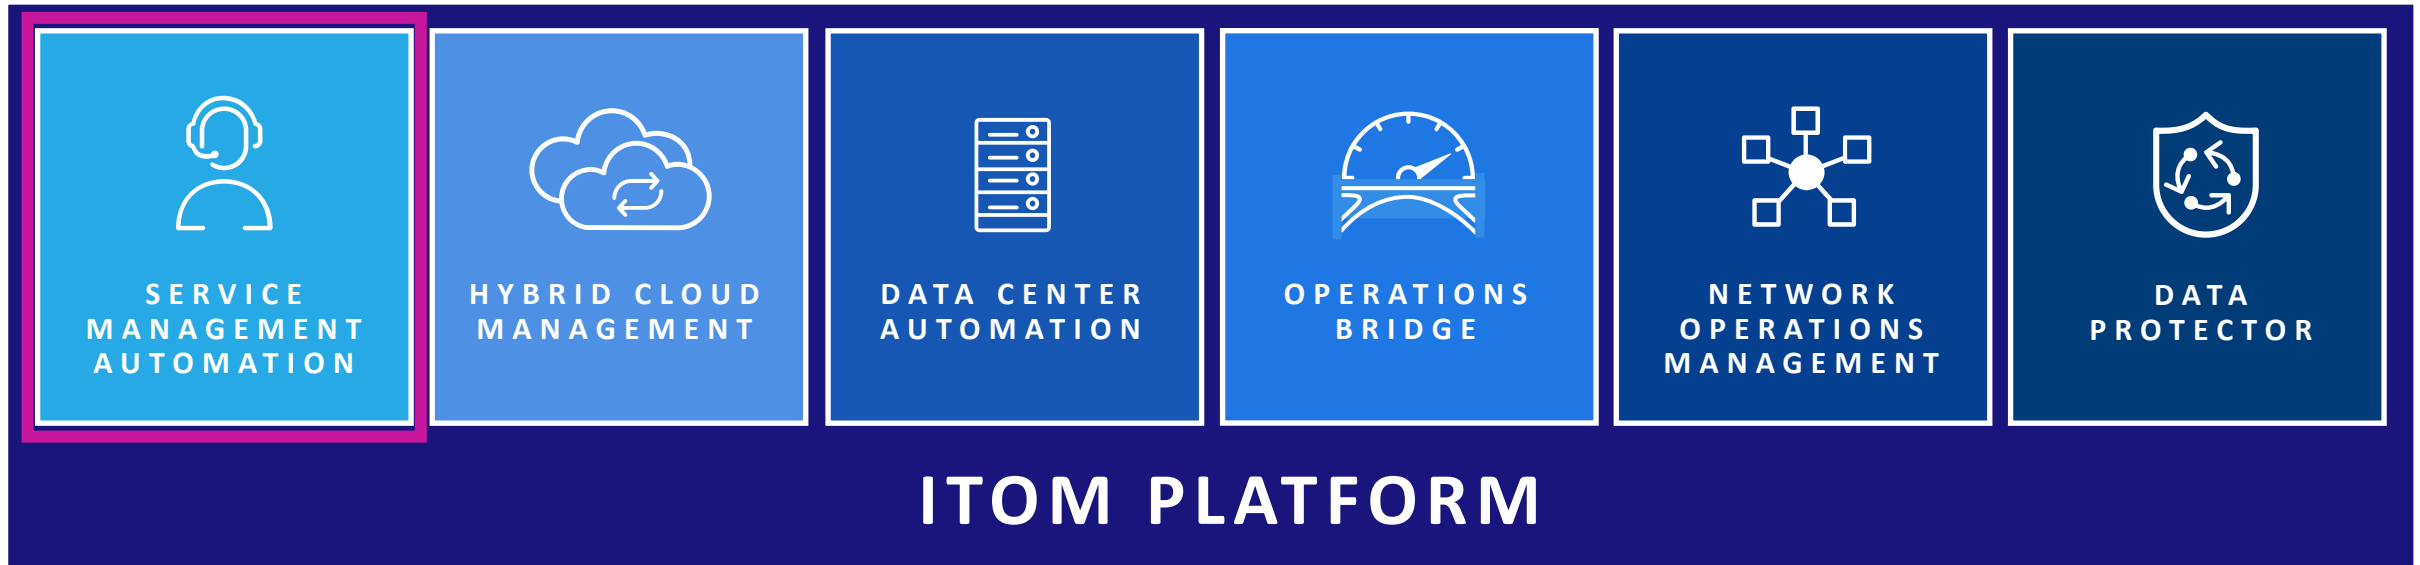 SERVICE
MANAGEMENT
AUTOMATION
HYBRID CLOUD
MANAGEMENT
DATA CENTER
AUTOMATION
OPERATIONS
BRIDGE
NETWORK
OPERATIONS
MANAGEMENT
DATA
PROTECTOR
ITOM PLATFORM